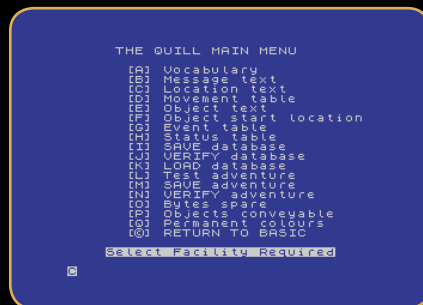 THE QUILL MAIN MENU
[A] Vocabulary
[B] Message text
[C] Location text
[D] Movement table
[E] Object text
[F] Object start location
[G] Event table
[H] Status table
[I] SAVE database
[J] VERIFY database
[K] LOAD database
[L] Test adventure
[M] SAVE adventure
[N] VERIFY adventure
[O] Bytes spare
[P] Objects conveyable
[Q] Permanent colours
[©] RETURN TO BASIC
Select Facility Required
C